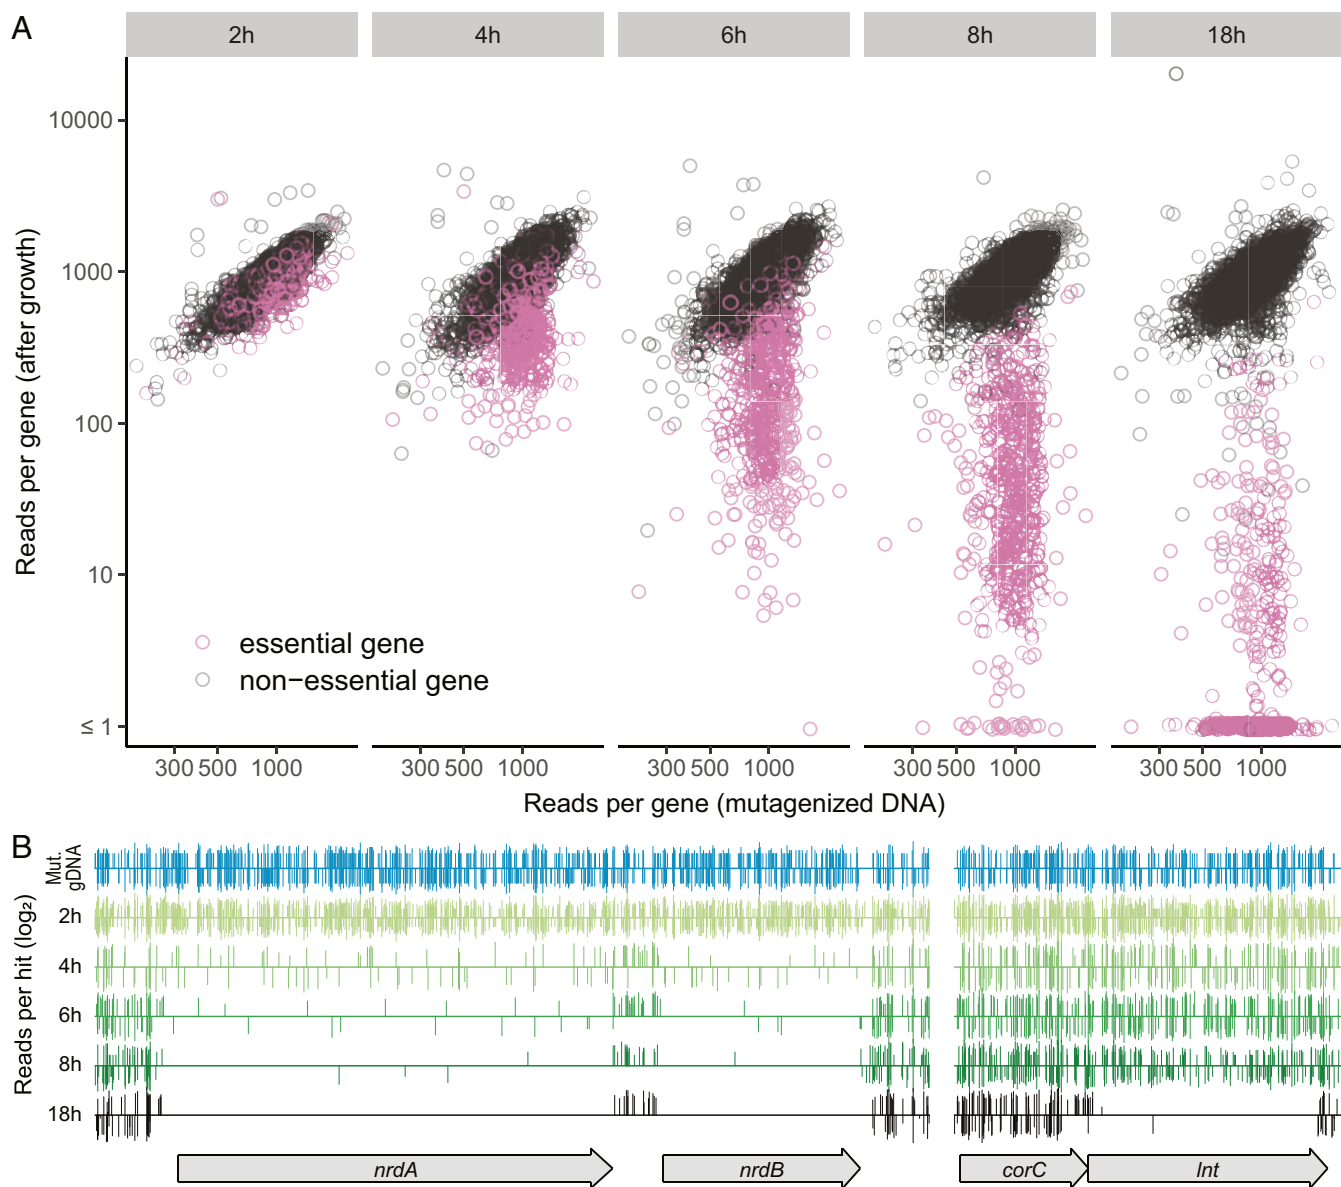 A
2h 4h 6h 8h 18h
Reads per gene (after growth)
10000
1000
100
10
≤ 1
essential gene
non−essential gene
300 500 1000 300 500 1000 300 500 1000 300 500 1000 300 500 1000
Reads per gene (mutagenized DNA)
B
Reads per hit (log₂)
Mut.
gDNA
2h
4h
6h
8h
18h
nrdA nrdB corC lnt